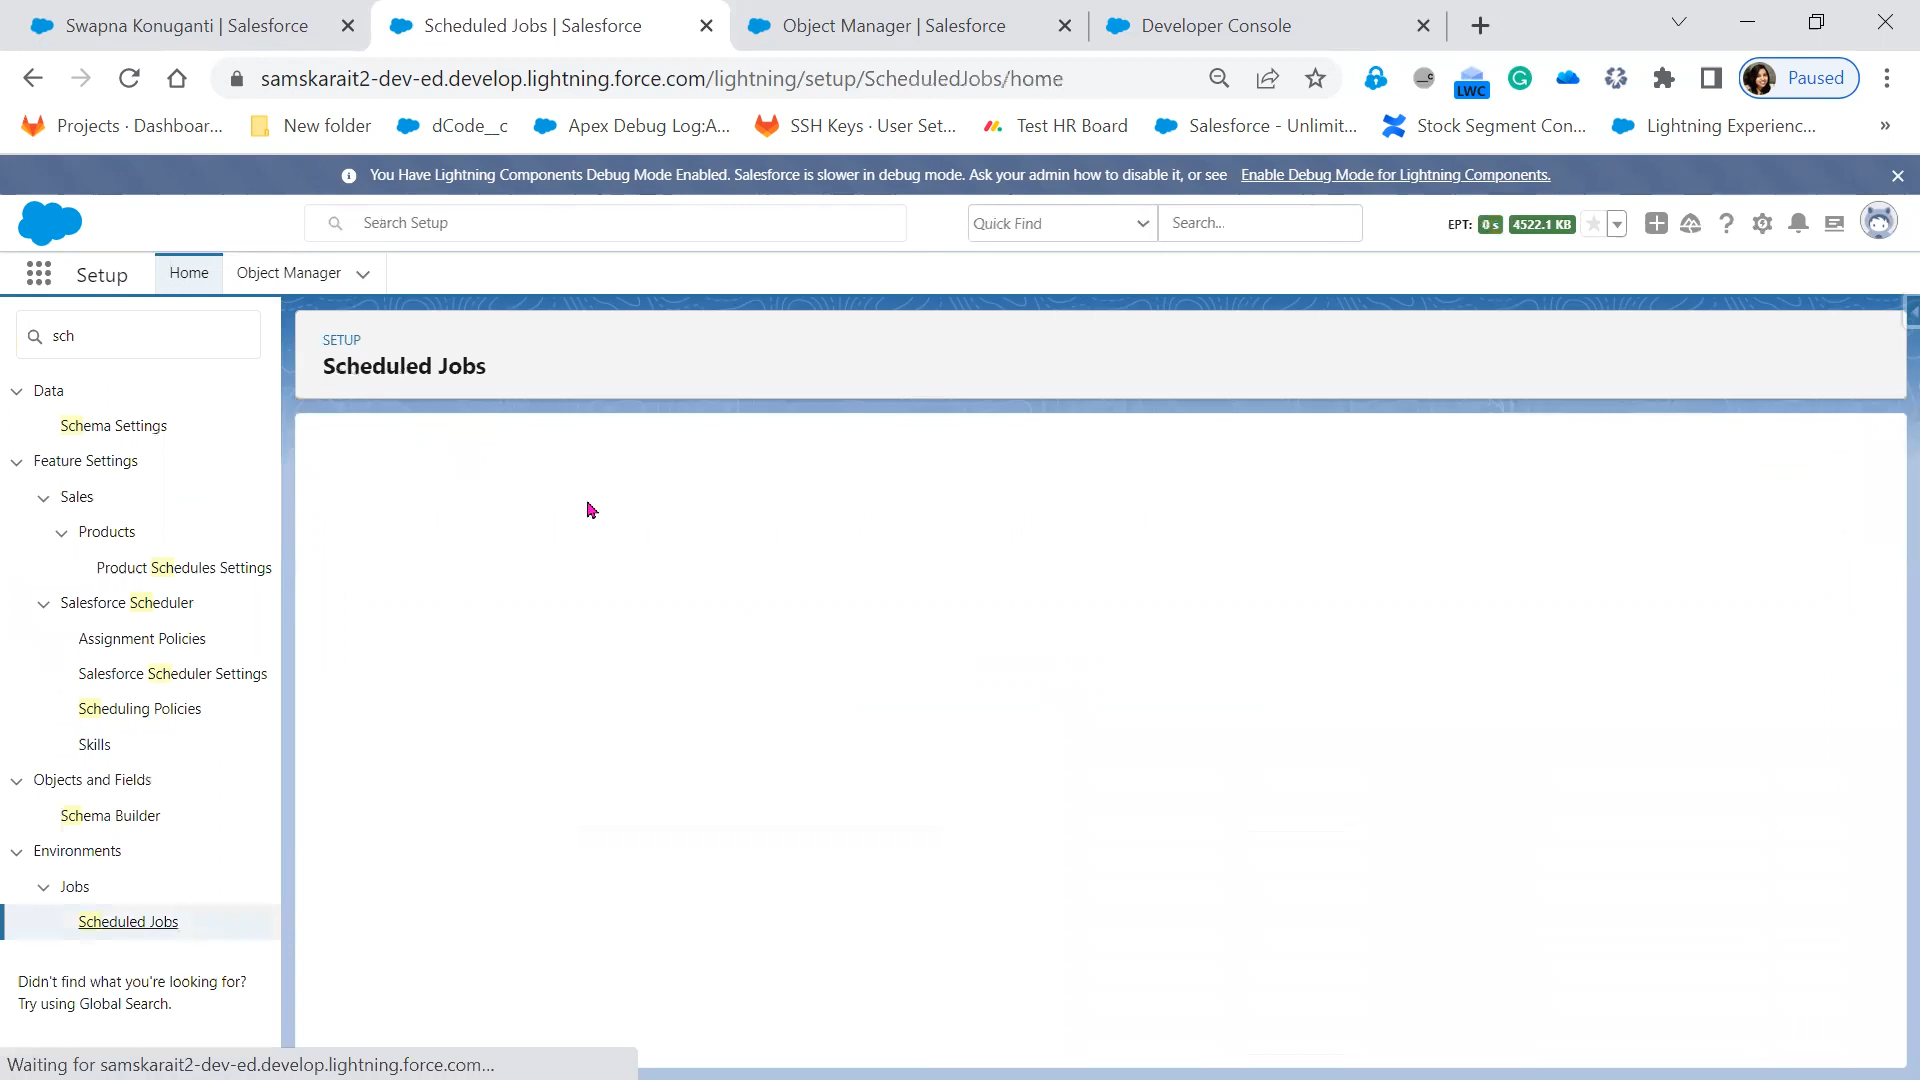 Swapna Konuganti | Salesforce
Scheduled Jobs | Salesforce
Object Manager | Salesforce
Developer Console
samskarait2-dev-ed.develop.lightning.force.com/lightning/setup/ScheduledJobs/home
LWC
Paused
Projects · Dashboar...
New folder
dCode__c
Apex Debug Log:A...
SSH Keys · User Set...
Test HR Board
Salesforce - Unlimit...
Stock Segment Con...
Lightning Experienc...
»
You Have Lightning Components Debug Mode Enabled. Salesforce is slower in debug mode. Ask your admin how to disable it, or see Enable Debug Mode for Lightning Components.
Search Setup
Quick Find
Search...
EPT: 0 s 4522.1 KB
Setup
Home
Object Manager
sch
Data
Schema Settings
Feature Settings
Sales
Products
Product Schedules Settings
Salesforce Scheduler
Assignment Policies
Salesforce Scheduler Settings
Scheduling Policies
Skills
Objects and Fields
Schema Builder
Environments
Jobs
Scheduled Jobs
Didn't find what you're looking for?
Try using Global Search.
SETUP
Scheduled Jobs
Waiting for samskarait2-dev-ed.develop.lightning.force.com...